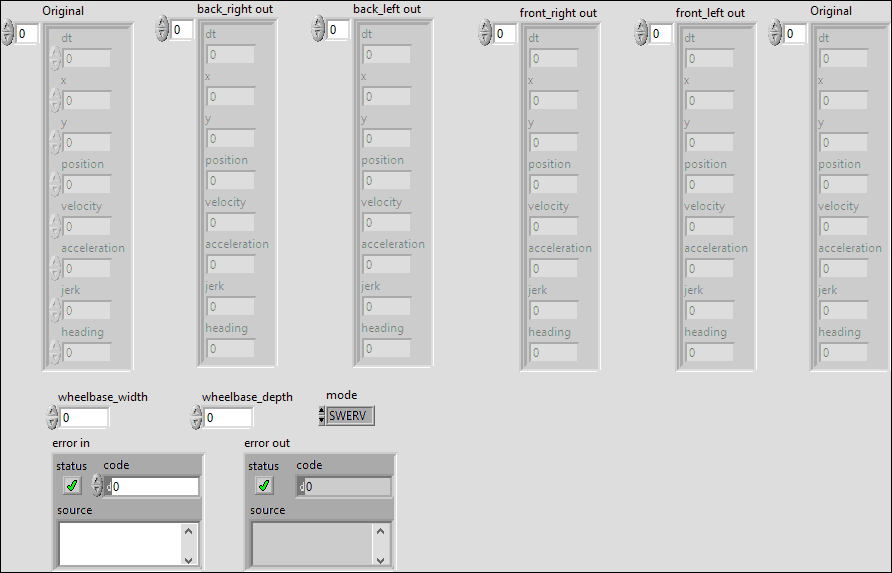 Original back_right out back_left out front_right out front_left out Original
0 0 0 0 0 0
dt dt dt dt dt dt
0 0 0 0 0 0
x x x x x x
0 0 0 0 0 0
y y y y y y
0 0 0 0 0 0
position position position position position position
0 0 0 0 0 0
velocity velocity velocity velocity velocity velocity
0 0 0 0 0 0
acceleration acceleration acceleration acceleration acceleration acceleration
0 0 0 0 0 0
jerk jerk jerk jerk jerk jerk
0 0 0 0 0 0
heading heading heading heading heading heading
0 0 0 0 0 0
wheelbase_width wheelbase_depth mode
0 0 SWERV
error in error out
status code status code
d 0 d 0
source source